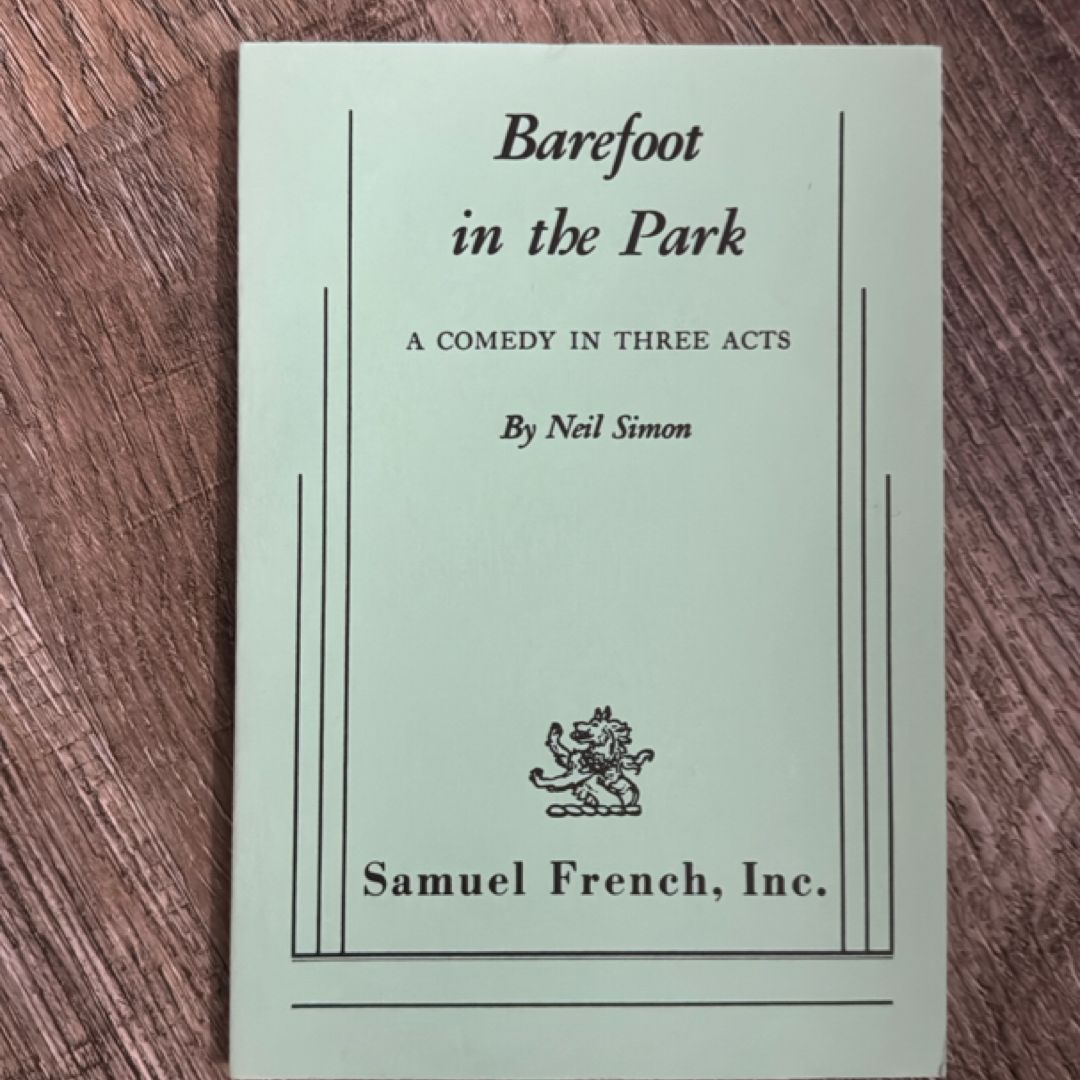 Barefoot
in the Park
A COMEDY IN THREE ACTS
By Neil Simon
Samuel French, Inc.